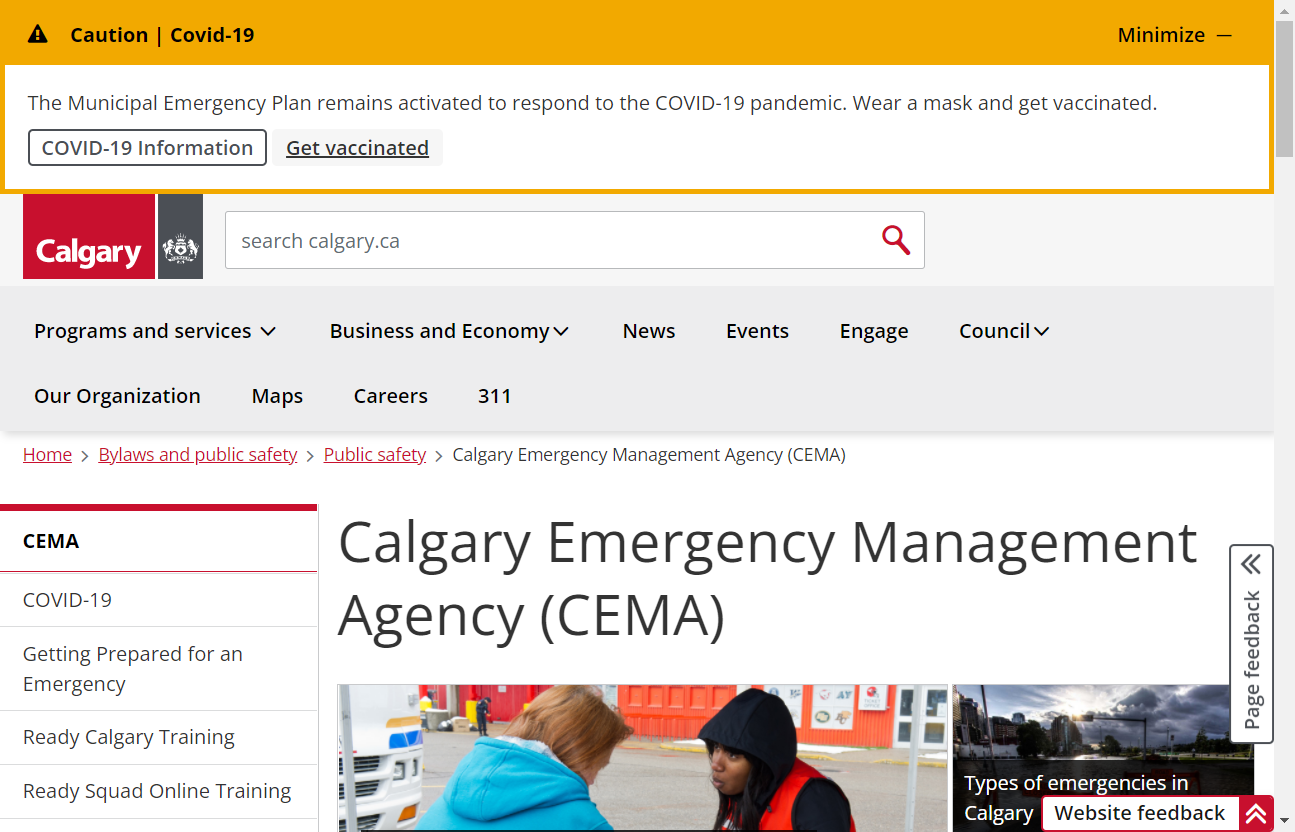 Caution | Covid-19
Minimize
The Municipal Emergency Plan remains activated to respond to the COVID-19 pandemic. Wear a mask and get vaccinated.
COVID-19 Information
Get vaccinated
Calgary
search calgary.ca
Programs and services
Business and Economy
News
Events
Engage
Council
Our Organization
Maps
Careers
311
Home > Bylaws and public safety > Public safety > Calgary Emergency Management Agency (CEMA)
CEMA
COVID-19
Getting Prepared for an
Emergency
Ready Calgary Training
Ready Squad Online Training
Calgary Emergency Management
Agency (CEMA)
Page feedback
Types of emergencies in
Calgary
Website feedback